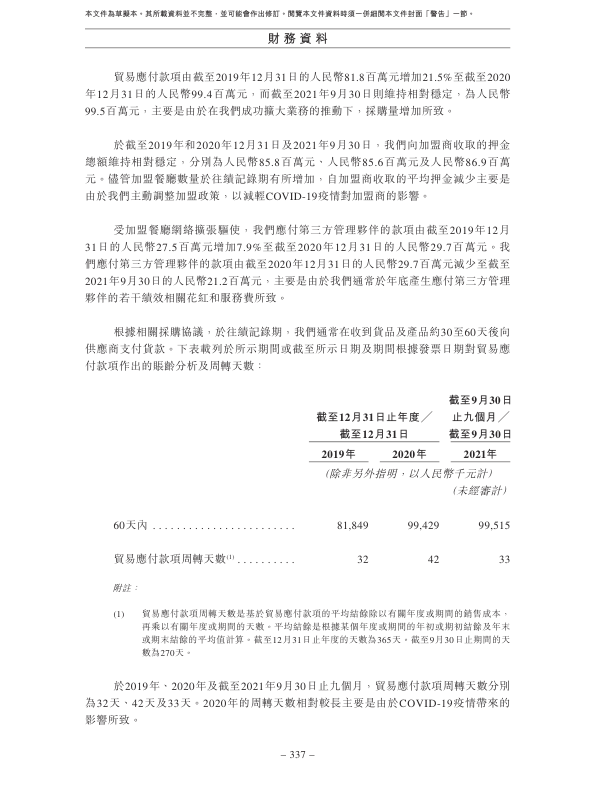 本文件為草擬本。其所載資料並不完整，並可能會作出修訂。閱覽本文件資料時須一併細閱本文件封面「警告」一節。
財務資料
貿易應付款項由截至2019年12月31日的人民幣81.8百萬元增加21.5%至截至2020
年12月31日的人民幣99.4百萬元，而截至2021年9月30日則維持相對穩定，為人民幣
99.5百萬元，主要是由於在我們成功擴大業務的推動下，採購量增加所致。
於截至2019年和2020年12月31日及2021年9月30日，我們向加盟商收取的押金
總額維持相對穩定，分別為人民幣85.8百萬元、人民幣85.6百萬元及人民幣86.9百萬
元。儘管加盟餐廳數量於往績記錄期有所增加，自加盟商收取的平均押金減少主要是
由於我們主動調整加盟政策，以減輕COVID-19疫情對加盟商的影響。
受加盟餐廳網絡擴張驅使，我們應付第三方管理夥伴的款項由截至2019年12月
31日的人民幣27.5百萬元增加7.9%至截至2020年12月31日的人民幣29.7百萬元。我
們應付第三方管理夥伴的款項由截至2020年12月31日的人民幣29.7百萬元減少至截至
2021年9月30日的人民幣21.2百萬元，主要是由於我們通常於年底產生應付第三方管理
夥伴的若干績效相關花紅和服務費所致。
根據相關採購協議，於往績記錄期，我們通常在收到貨品及產品約30至60天後向
供應商支付貨款。下表載列於所示期間或截至所示日期及期間根據發票日期對貿易應
付款項作出的賬齡分析及周轉天數：
截至9月30日
截至12月31日止年度／ 止九個月／
截至12月31日 截至9月30日
2019年 2020年 2021年
(除非另外指明，以人民幣千元計)
(未經審計)
60天內 ........................ 81,849 99,429 99,515
貿易應付款項周轉天數(1) .......... 32 42 33
附註：
(1) 貿易應付款項周轉天數是基於貿易應付款項的平均結餘除以有關年度或期間的銷售成本，
再乘以有關年度或期間的天數。平均結餘是根據某個年度或期間的年初或期初結餘及年末
或期末結餘的平均值計算。截至12月31日止年度的天數為365天。截至9月30日止期間的天
數為270天。
於2019年、2020年及截至2021年9月30日止九個月，貿易應付款項周轉天數分別
為32天、42天及33天。2020年的周轉天數相對較長主要是由於COVID-19疫情帶來的
影響所致。
– 337 –